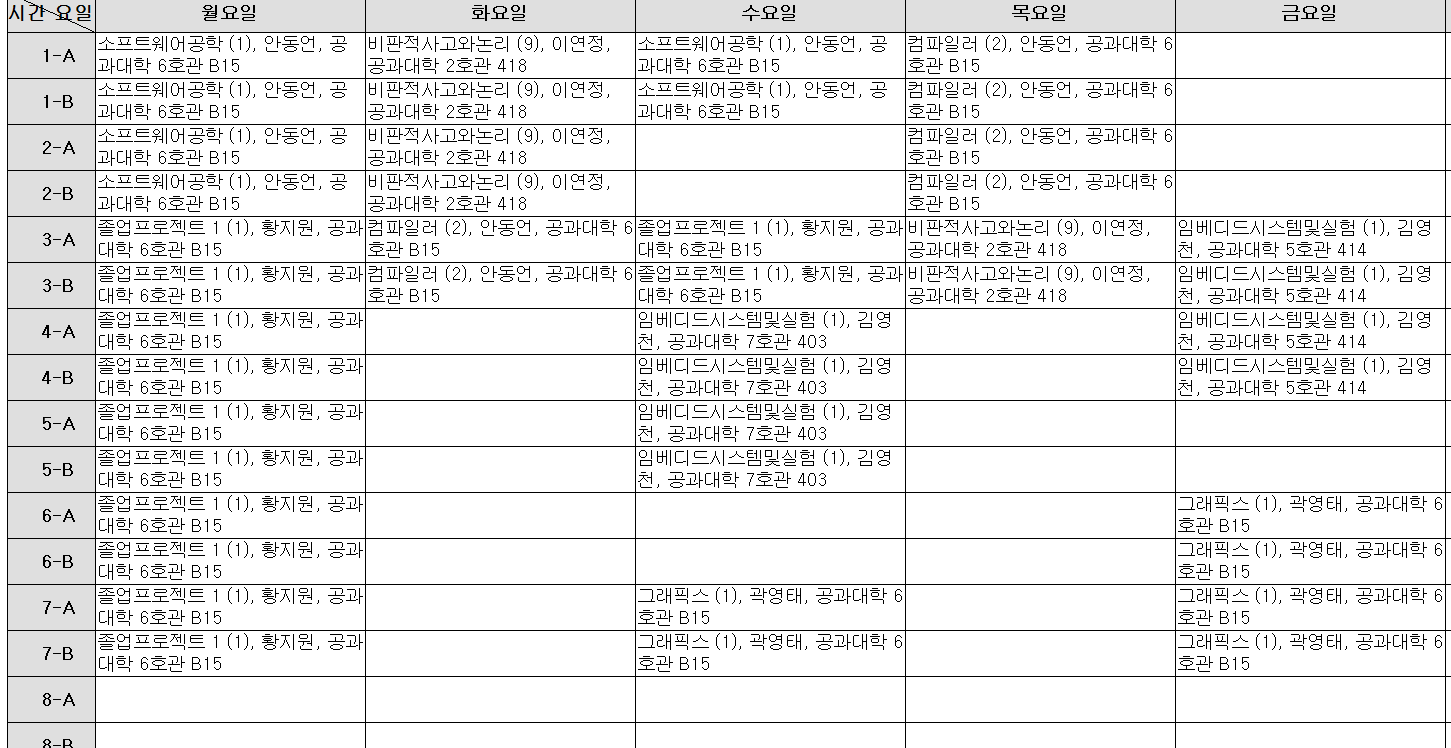 시간 요일 월요일 화요일 수요일 목요일 금요일
1-A
소프트웨어공학 (1), 안동언, 공
과대학 6호관 B15
비판적사고와논리 (9), 이연정,
공과대학 2호관 418
소프트웨어공학 (1), 안동언, 공
과대학 6호관 B15
컴파일러 (2), 안동언, 공과대학 6
호관 B15
1-B
소프트웨어공학 (1), 안동언, 공
과대학 6호관 B15
비판적사고와논리 (9), 이연정,
공과대학 2호관 418
소프트웨어공학 (1), 안동언, 공
과대학 6호관 B15
컴파일러 (2), 안동언, 공과대학 6
호관 B15
2-A
소프트웨어공학 (1), 안동언, 공
과대학 6호관 B15
비판적사고와논리 (9), 이연정,
공과대학 2호관 418
컴파일러 (2), 안동언, 공과대학 6
호관 B15
2-B
소프트웨어공학 (1), 안동언, 공
과대학 6호관 B15
비판적사고와논리 (9), 이연정,
공과대학 2호관 418
컴파일러 (2), 안동언, 공과대학 6
호관 B15
3-A
졸업프로젝트 1 (1), 황지원, 공과
대학 6호관 B15
컴파일러 (2), 안동언, 공과대학 6
호관 B15
졸업프로젝트 1 (1), 황지원, 공과
대학 6호관 B15
비판적사고와논리 (9), 이연정,
공과대학 2호관 418
임베디드시스템및실험 (1), 김영
천, 공과대학 5호관 414
3-B
졸업프로젝트 1 (1), 황지원, 공과
대학 6호관 B15
컴파일러 (2), 안동언, 공과대학 6
호관 B15
졸업프로젝트 1 (1), 황지원, 공과
대학 6호관 B15
비판적사고와논리 (9), 이연정,
공과대학 2호관 418
임베디드시스템및실험 (1), 김영
천, 공과대학 5호관 414
4-A
졸업프로젝트 1 (1), 황지원, 공과
대학 6호관 B15
임베디드시스템및실험 (1), 김영
천, 공과대학 7호관 403
임베디드시스템및실험 (1), 김영
천, 공과대학 5호관 414
4-B
졸업프로젝트 1 (1), 황지원, 공과
대학 6호관 B15
임베디드시스템및실험 (1), 김영
천, 공과대학 7호관 403
임베디드시스템및실험 (1), 김영
천, 공과대학 5호관 414
5-A
졸업프로젝트 1 (1), 황지원, 공과
대학 6호관 B15
임베디드시스템및실험 (1), 김영
천, 공과대학 7호관 403
5-B
졸업프로젝트 1 (1), 황지원, 공과
대학 6호관 B15
임베디드시스템및실험 (1), 김영
천, 공과대학 7호관 403
6-A
졸업프로젝트 1 (1), 황지원, 공과
대학 6호관 B15
그래픽스 (1), 곽영태, 공과대학 6
호관 B15
6-B
졸업프로젝트 1 (1), 황지원, 공과
대학 6호관 B15
그래픽스 (1), 곽영태, 공과대학 6
호관 B15
7-A
졸업프로젝트 1 (1), 황지원, 공과
대학 6호관 B15
그래픽스 (1), 곽영태, 공과대학 6
호관 B15
그래픽스 (1), 곽영태, 공과대학 6
호관 B15
7-B
졸업프로젝트 1 (1), 황지원, 공과
대학 6호관 B15
그래픽스 (1), 곽영태, 공과대학 6
호관 B15
그래픽스 (1), 곽영태, 공과대학 6
호관 B15
8-A
8-B